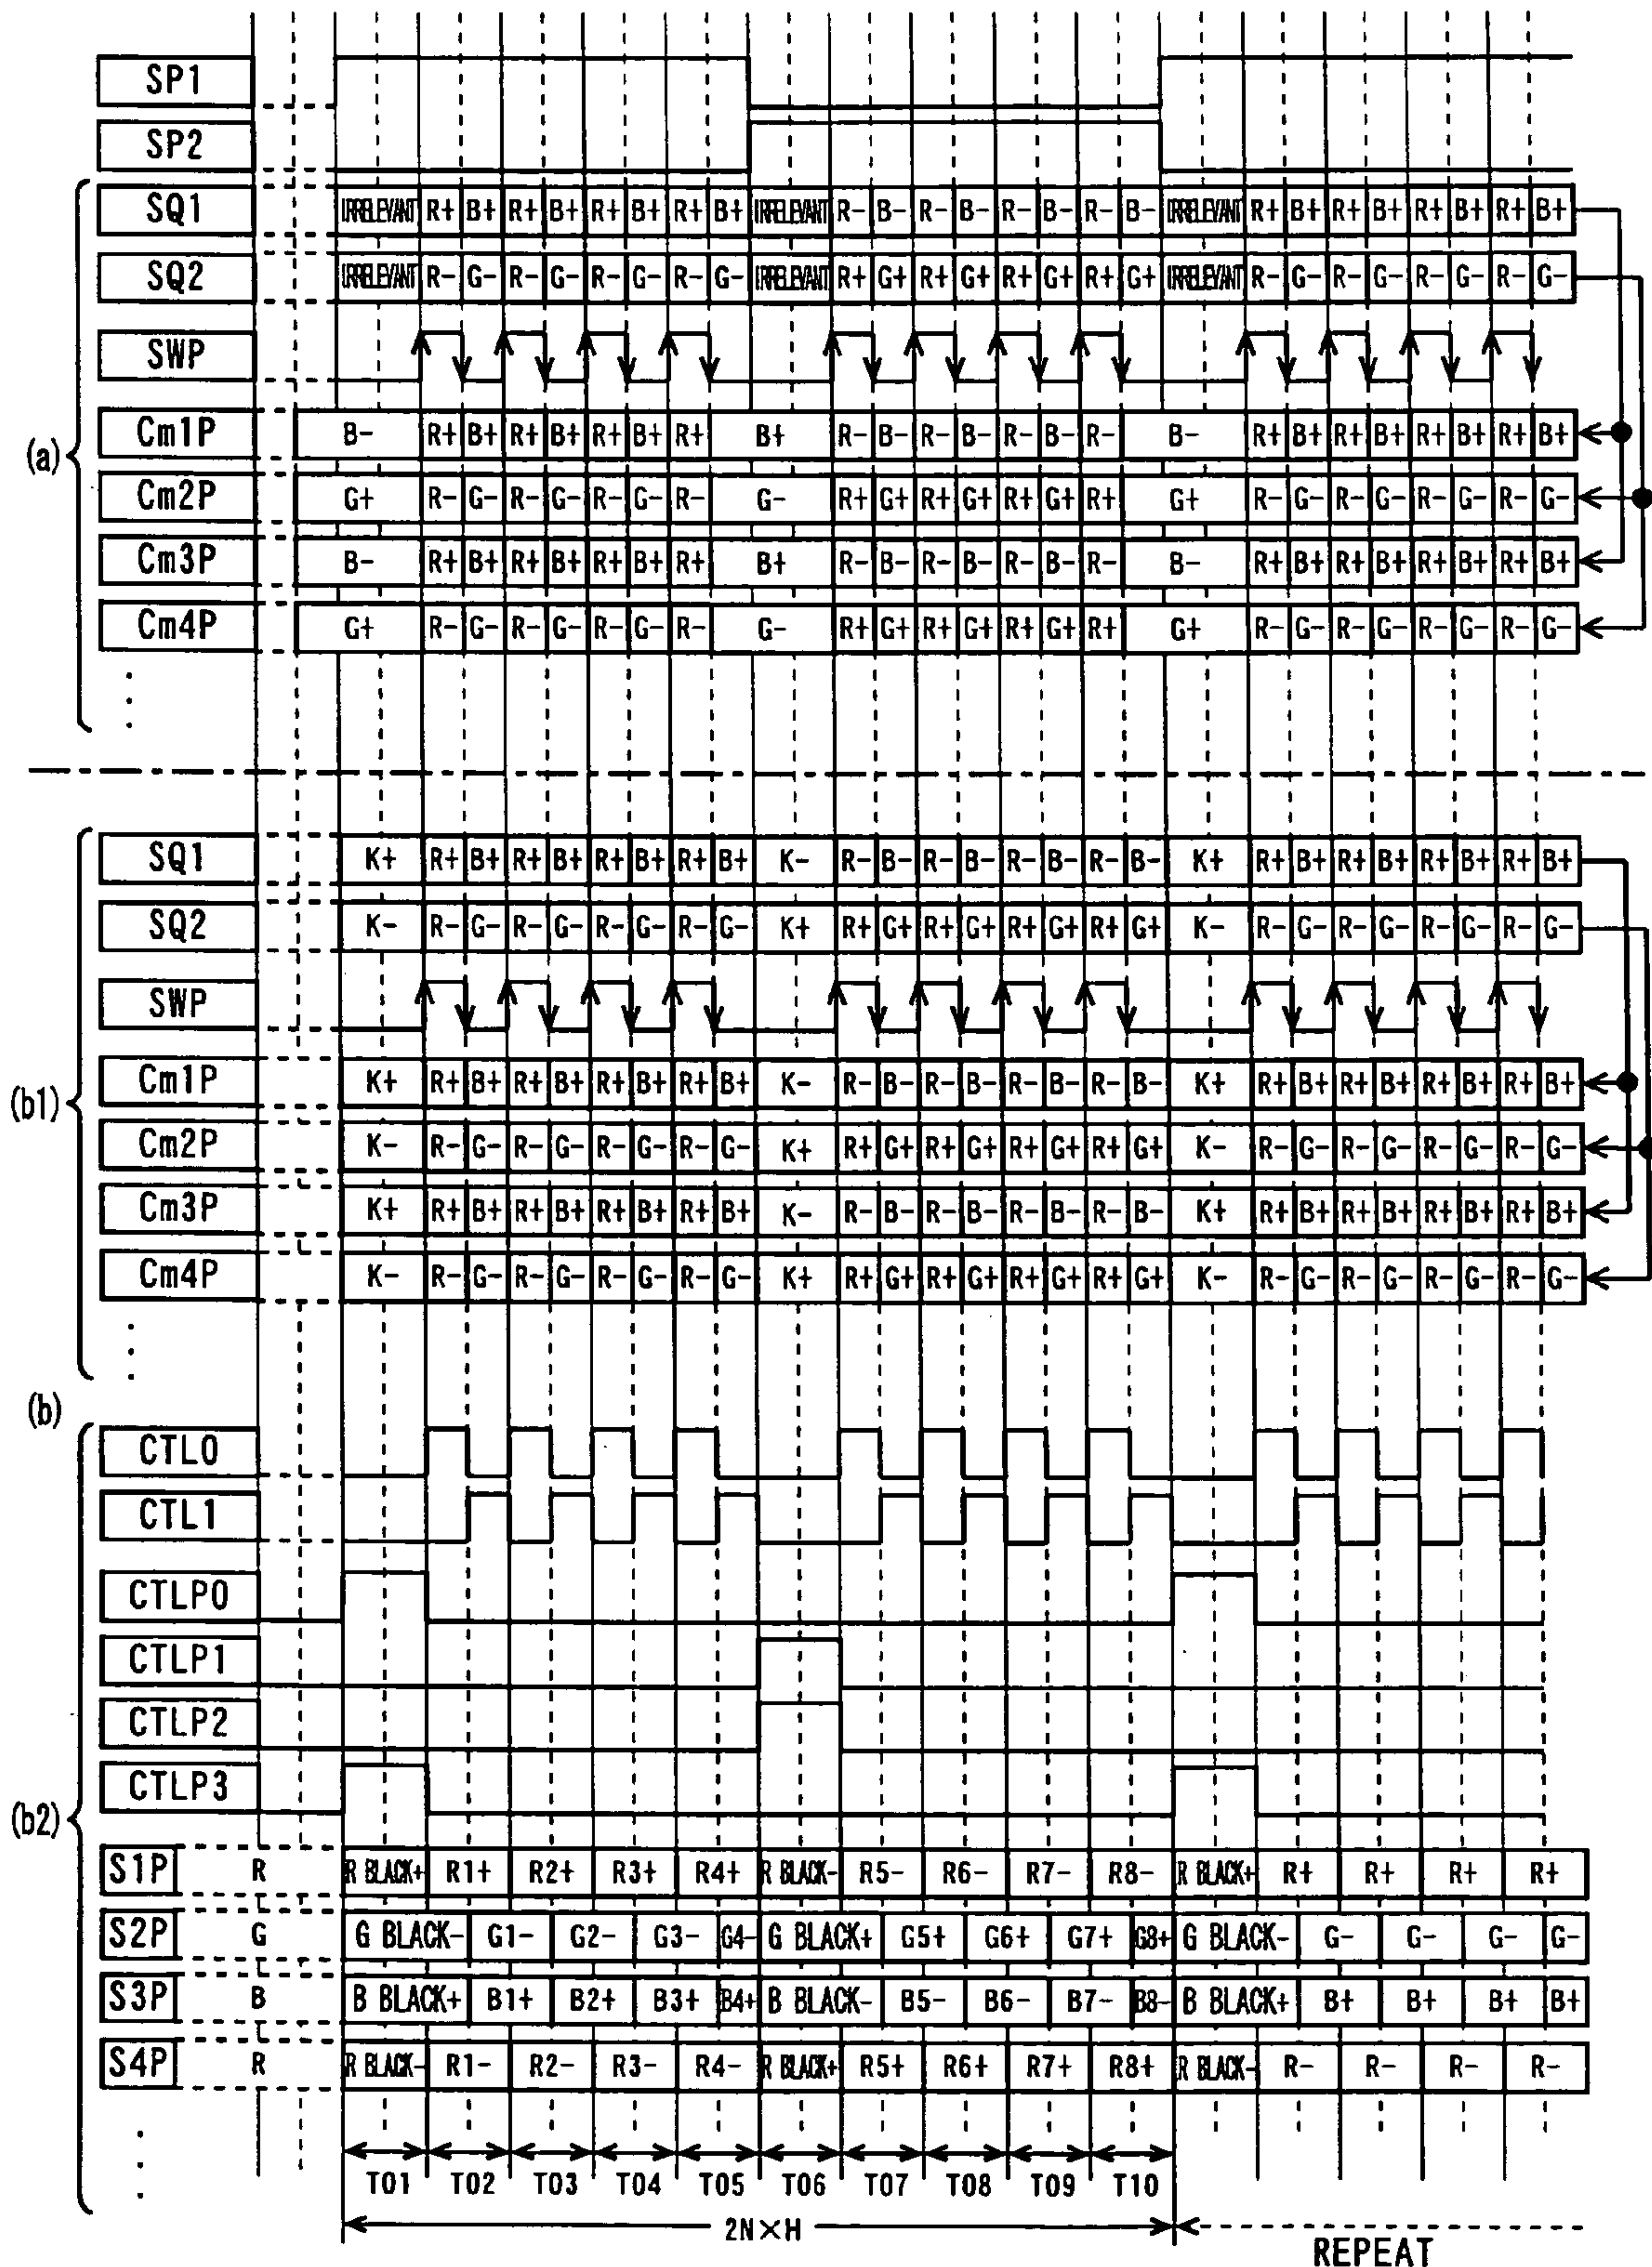 SP1
SP2
(a)
SQ1 IRRELEVANT R+ B+ R+ B+ R+ B+ R+ B+ IRRELEVANT R- B- R- B- R- B- R- B- IRRELEVANT R+ B+ R+ B+ R+ B+ R+ B+
SQ2 IRRELEVANT R- G- R- G- R- G- R- G- IRRELEVANT R+ G+ R+ G+ R+ G+ R+ G+ IRRELEVANT R- G- R- G- R- G- R- G-
SWP
Cm1P B- R+ B+ R+ B+ R+ B+ R+ B+ R- B- R- B- R- B- R- B- R+ B+ R+ B+ R+ B+ R+ B+
Cm2P G+ R- G- R- G- R- G- R- G- R+ G+ R+ G+ R+ G+ R+ G+ R- G- R- G- R- G- R- G-
Cm3P B- R+ B+ R+ B+ R+ B+ R+ B+ R- B- R- B- R- B- R- B- R+ B+ R+ B+ R+ B+ R+ B+
Cm4P G+ R- G- R- G- R- G- R- G- R+ G+ R+ G+ R+ G+ R+ G+ R- G- R- G- R- G- R- G-
(b1)
SQ1 K+ R+ B+ R+ B+ R+ B+ R+ B+ K- R- B- R- B- R- B- R- B- K+ R+ B+ R+ B+ R+ B+ R+ B+
SQ2 K- R- G- R- G- R- G- R- G- K+ R+ G+ R+ G+ R+ G+ R+ G+ K- R- G- R- G- R- G- R- G-
SWP
Cm1P K+ R+ B+ R+ B+ R+ B+ R+ B+ K- R- B- R- B- R- B- R- B- K+ R+ B+ R+ B+ R+ B+ R+ B+
Cm2P K- R- G- R- G- R- G- R- G- K+ R+ G+ R+ G+ R+ G+ R+ G+ K- R- G- R- G- R- G- R- G-
Cm3P K+ R+ B+ R+ B+ R+ B+ R+ B+ K- R- B- R- B- R- B- R- B- K+ R+ B+ R+ B+ R+ B+ R+ B+
Cm4P K- R- G- R- G- R- G- R- G- K+ R+ G+ R+ G+ R+ G+ R+ G+ K- R- G- R- G- R- G- R- G-
(b)
CTL0
CTL1
CTLP0
CTLP1
CTLP2
CTLP3
(b2)
S1P R R BLACK+ R1+ R2+ R3+ R4+ R BLACK- R5- R6- R7- R8- R BLACK+ R+ R+ R+ R+
S2P G G BLACK- G1- G2- G3- G4- G BLACK+ G5+ G6+ G7+ G8+ G BLACK- G- G- G- G-
S3P B B BLACK+ B1+ B2+ B3+ B4+ B BLACK- B5- B6- B7- B8- B BLACK+ B+ B+ B+ B+
S4P R R BLACK- R1- R2- R3- R4- R BLACK+ R5+ R6+ R7+ R8+ R BLACK- R- R- R- R-
T01 T02 T03 T04 T05 T06 T07 T08 T09 T10
2N×H
REPEAT